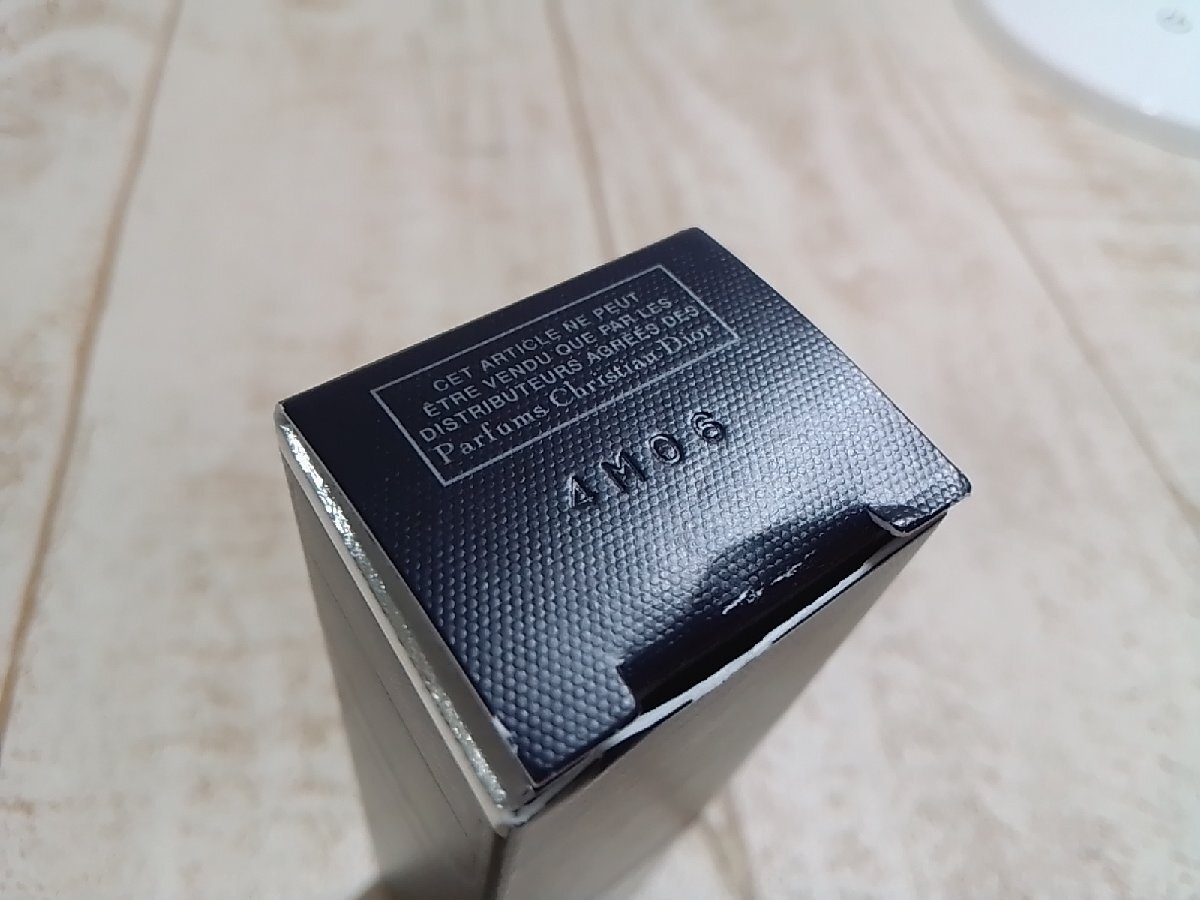 CET ARTICLE NE PEUT
ÊTRE VENDU QUE PAR LES
DISTRIBUTEURS AGRÉÉS DES
Parfums Christian Dior
4M06